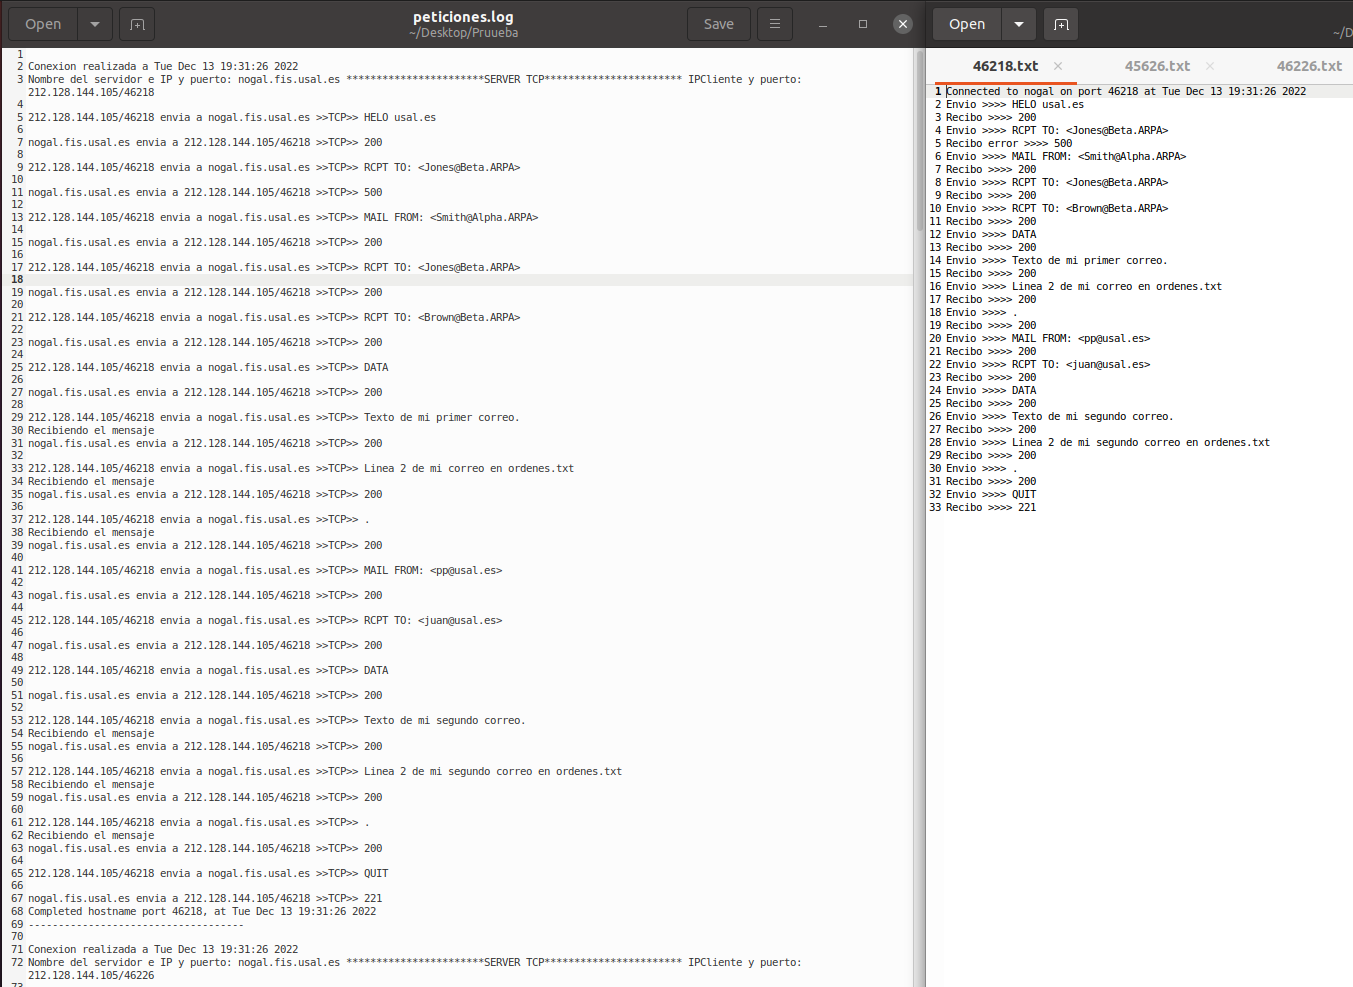 Open
peticiones.log
~/Desktop/Pruueba
Save
1
2 Conexion realizada a Tue Dec 13 19:31:26 2022
3 Nombre del servidor e IP y puerto: nogal.fis.usal.es ***********************SERVER TCP*********************** IPCliente y puerto:
212.128.144.105/46218
4
5 212.128.144.105/46218 envia a nogal.fis.usal.es >>TCP>> HELO usal.es
6
7 nogal.fis.usal.es envia a 212.128.144.105/46218 >>TCP>> 200
8
9 212.128.144.105/46218 envia a nogal.fis.usal.es >>TCP>> RCPT TO: <Jones@Beta.ARPA>
10
11 nogal.fis.usal.es envia a 212.128.144.105/46218 >>TCP>> 500
12
13 212.128.144.105/46218 envia a nogal.fis.usal.es >>TCP>> MAIL FROM: <Smith@Alpha.ARPA>
14
15 nogal.fis.usal.es envia a 212.128.144.105/46218 >>TCP>> 200
16
17 212.128.144.105/46218 envia a nogal.fis.usal.es >>TCP>> RCPT TO: <Jones@Beta.ARPA>
18
19 nogal.fis.usal.es envia a 212.128.144.105/46218 >>TCP>> 200
20
21 212.128.144.105/46218 envia a nogal.fis.usal.es >>TCP>> RCPT TO: <Brown@Beta.ARPA>
22
23 nogal.fis.usal.es envia a 212.128.144.105/46218 >>TCP>> 200
24
25 212.128.144.105/46218 envia a nogal.fis.usal.es >>TCP>> DATA
26
27 nogal.fis.usal.es envia a 212.128.144.105/46218 >>TCP>> 200
28
29 212.128.144.105/46218 envia a nogal.fis.usal.es >>TCP>> Texto de mi primer correo.
30 Recibiendo el mensaje
31 nogal.fis.usal.es envia a 212.128.144.105/46218 >>TCP>> 200
32
33 212.128.144.105/46218 envia a nogal.fis.usal.es >>TCP>> Linea 2 de mi correo en ordenes.txt
34 Recibiendo el mensaje
35 nogal.fis.usal.es envia a 212.128.144.105/46218 >>TCP>> 200
36
37 212.128.144.105/46218 envia a nogal.fis.usal.es >>TCP>> .
38 Recibiendo el mensaje
39 nogal.fis.usal.es envia a 212.128.144.105/46218 >>TCP>> 200
40
41 212.128.144.105/46218 envia a nogal.fis.usal.es >>TCP>> MAIL FROM: <pp@usal.es>
42
43 nogal.fis.usal.es envia a 212.128.144.105/46218 >>TCP>> 200
44
45 212.128.144.105/46218 envia a nogal.fis.usal.es >>TCP>> RCPT TO: <juan@usal.es>
46
47 nogal.fis.usal.es envia a 212.128.144.105/46218 >>TCP>> 200
48
49 212.128.144.105/46218 envia a nogal.fis.usal.es >>TCP>> DATA
50
51 nogal.fis.usal.es envia a 212.128.144.105/46218 >>TCP>> 200
52
53 212.128.144.105/46218 envia a nogal.fis.usal.es >>TCP>> Texto de mi segundo correo.
54 Recibiendo el mensaje
55 nogal.fis.usal.es envia a 212.128.144.105/46218 >>TCP>> 200
56
57 212.128.144.105/46218 envia a nogal.fis.usal.es >>TCP>> Linea 2 de mi segundo correo en ordenes.txt
58 Recibiendo el mensaje
59 nogal.fis.usal.es envia a 212.128.144.105/46218 >>TCP>> 200
60
61 212.128.144.105/46218 envia a nogal.fis.usal.es >>TCP>> .
62 Recibiendo el mensaje
63 nogal.fis.usal.es envia a 212.128.144.105/46218 >>TCP>> 200
64
65 212.128.144.105/46218 envia a nogal.fis.usal.es >>TCP>> QUIT
66
67 nogal.fis.usal.es envia a 212.128.144.105/46218 >>TCP>> 221
68 Completed hostname port 46218, at Tue Dec 13 19:31:26 2022
69 ------------------------------------
70
71 Conexion realizada a Tue Dec 13 19:31:26 2022
72 Nombre del servidor e IP y puerto: nogal.fis.usal.es ***********************SERVER TCP*********************** IPCliente y puerto:
212.128.144.105/46226
73
Open
~/D
46218.txt
45626.txt
46226.txt
1 Connected to nogal on port 46218 at Tue Dec 13 19:31:26 2022
2 Envio >>>> HELO usal.es
3 Recibo >>>> 200
4 Envio >>>> RCPT TO: <Jones@Beta.ARPA>
5 Recibo error >>>> 500
6 Envio >>>> MAIL FROM: <Smith@Alpha.ARPA>
7 Recibo >>>> 200
8 Envio >>>> RCPT TO: <Jones@Beta.ARPA>
9 Recibo >>>> 200
10 Envio >>>> RCPT TO: <Brown@Beta.ARPA>
11 Recibo >>>> 200
12 Envio >>>> DATA
13 Recibo >>>> 200
14 Envio >>>> Texto de mi primer correo.
15 Recibo >>>> 200
16 Envio >>>> Linea 2 de mi correo en ordenes.txt
17 Recibo >>>> 200
18 Envio >>>> .
19 Recibo >>>> 200
20 Envio >>>> MAIL FROM: <pp@usal.es>
21 Recibo >>>> 200
22 Envio >>>> RCPT TO: <juan@usal.es>
23 Recibo >>>> 200
24 Envio >>>> DATA
25 Recibo >>>> 200
26 Envio >>>> Texto de mi segundo correo.
27 Recibo >>>> 200
28 Envio >>>> Linea 2 de mi segundo correo en ordenes.txt
29 Recibo >>>> 200
30 Envio >>>> .
31 Recibo >>>> 200
32 Envio >>>> QUIT
33 Recibo >>>> 221